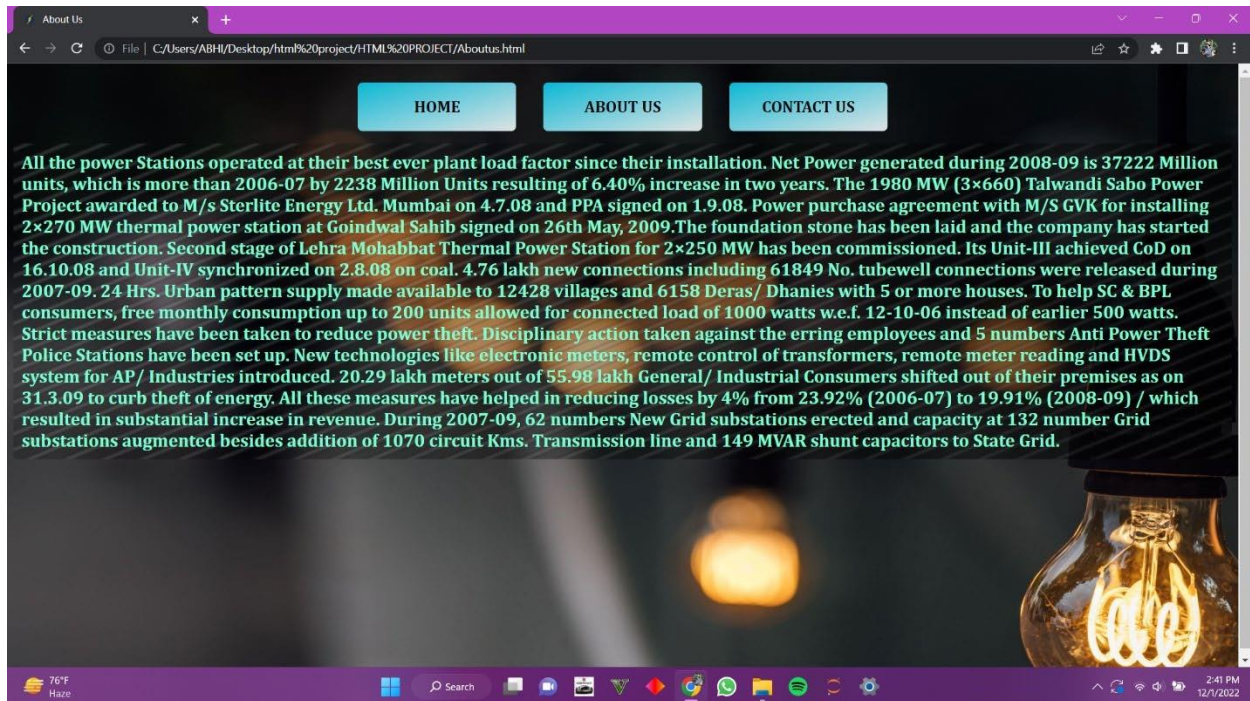 About Us
File | C:/Users/ABHI/Desktop/html%20project/HTML%20PROJECT/Aboutus.html
HOME ABOUT US CONTACT US
All the power Stations operated at their best ever plant load factor since their installation. Net Power generated during 2008-09 is 37222 Million
units, which is more than 2006-07 by 2238 Million Units resulting of 6.40% increase in two years. The 1980 MW (3×660) Talwandi Sabo Power
Project awarded to M/s Sterlite Energy Ltd. Mumbai on 4.7.08 and PPA signed on 1.9.08. Power purchase agreement with M/S GVK for installing
2×270 MW thermal power station at Goindwal Sahib signed on 26th May, 2009.The foundation stone has been laid and the company has started
the construction. Second stage of Lehra Mohabbat Thermal Power Station for 2×250 MW has been commissioned. Its Unit-III achieved CoD on
16.10.08 and Unit-IV synchronized on 2.8.08 on coal. 4.76 lakh new connections including 61849 No. tubewell connections were released during
2007-09. 24 Hrs. Urban pattern supply made available to 12428 villages and 6158 Deras/ Dhanies with 5 or more houses. To help SC & BPL
consumers, free monthly consumption up to 200 units allowed for connected load of 1000 watts w.e.f. 12-10-06 instead of earlier 500 watts.
Strict measures have been taken to reduce power theft. Disciplinary action taken against the erring employees and 5 numbers Anti Power Theft
Police Stations have been set up. New technologies like electronic meters, remote control of transformers, remote meter reading and HVDS
system for AP/ Industries introduced. 20.29 lakh meters out of 55.98 lakh General/ Industrial Consumers shifted out of their premises as on
31.3.09 to curb theft of energy. All these measures have helped in reducing losses by 4% from 23.92% (2006-07) to 19.91% (2008-09) / which
resulted in substantial increase in revenue. During 2007-09, 62 numbers New Grid substations erected and capacity at 132 number Grid
substations augmented besides addition of 1070 circuit Kms. Transmission line and 149 MVAR shunt capacitors to State Grid.
76°F
Haze
Search
2:41 PM
12/1/2022